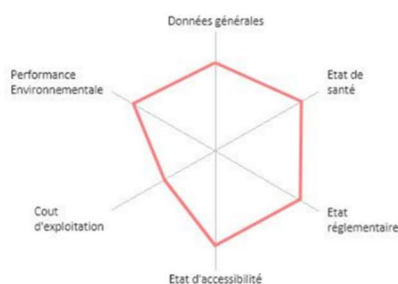 Données générales
Performance
Environnementale
Etat de
santé
Cout
d'exploitation
Etat
réglementaire
Etat d'accessibilité